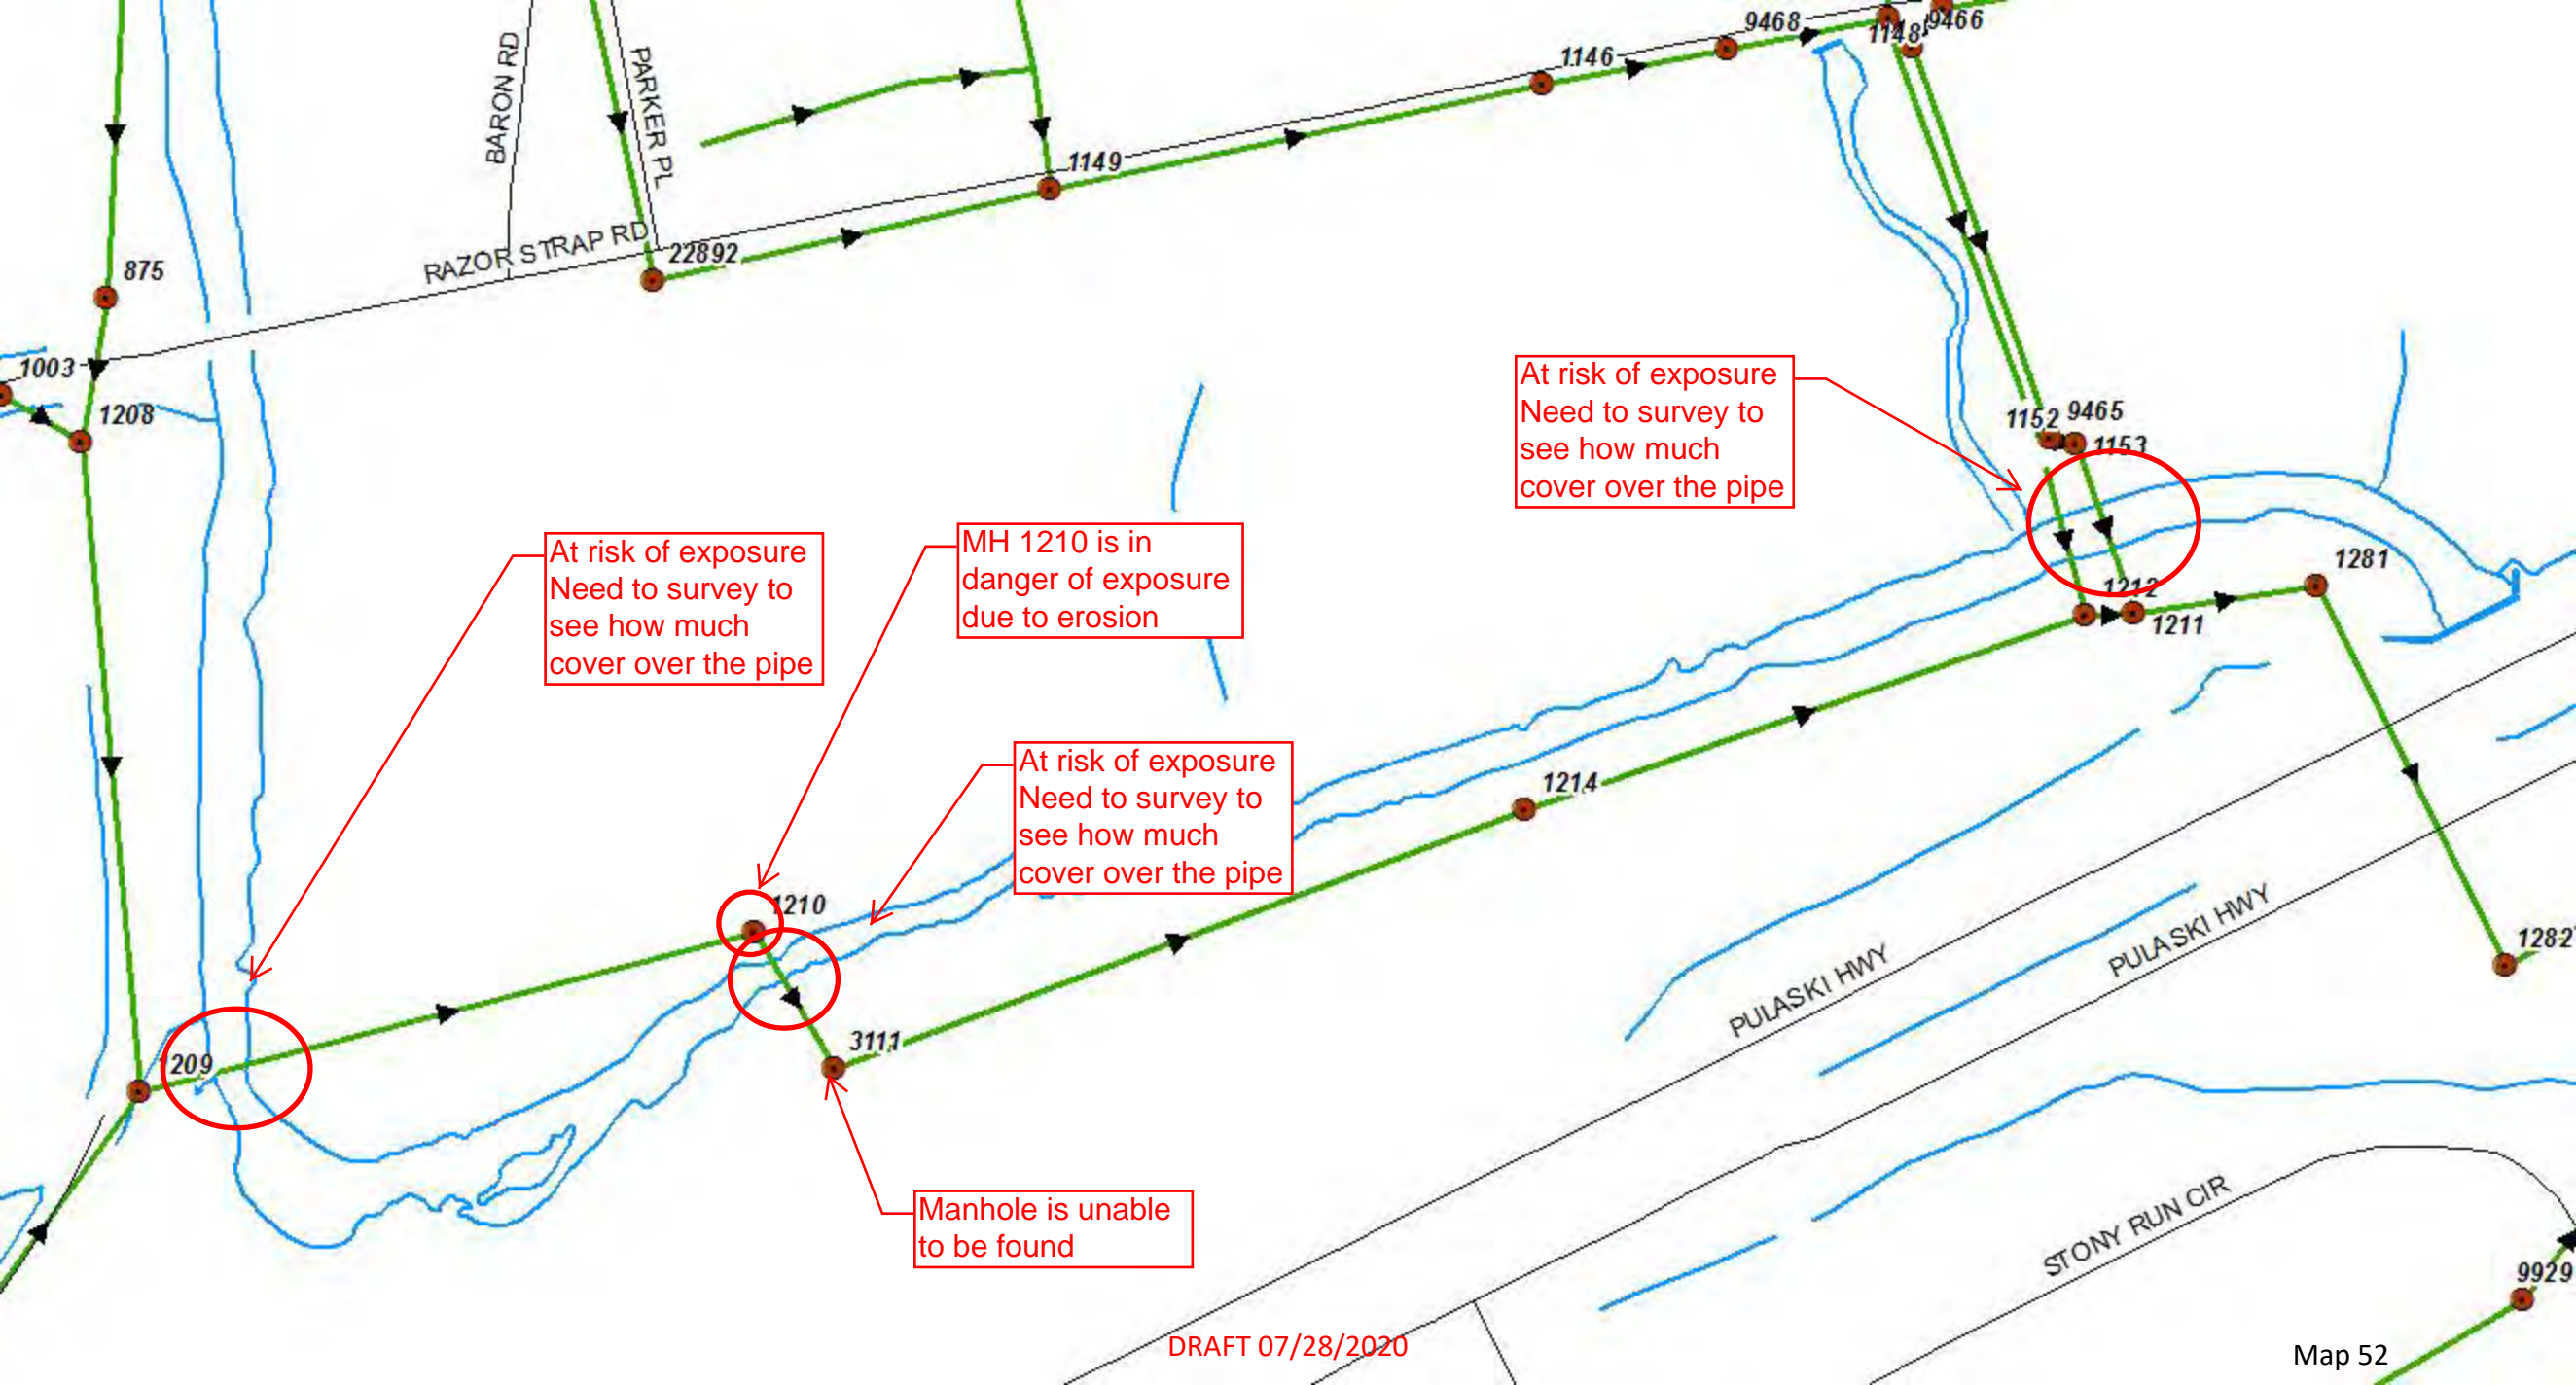 9468
9466
1148
1146
BARON RD
PARKER PL
1149
RAZOR STRAP RD
22892
875
1003
1208
At risk of exposure
Need to survey to
see how much
cover over the pipe
1152
9465
1153
At risk of exposure
Need to survey to
see how much
cover over the pipe
MH 1210 is in
danger of exposure
due to erosion
1281
1212
1211
At risk of exposure
Need to survey to
see how much
cover over the pipe
1214
1210
PULASKI HWY
PULASKI HWY
1282
3111
209
Manhole is unable
to be found
STONY RUN CIR
9929
DRAFT 07/28/2020
Map 52